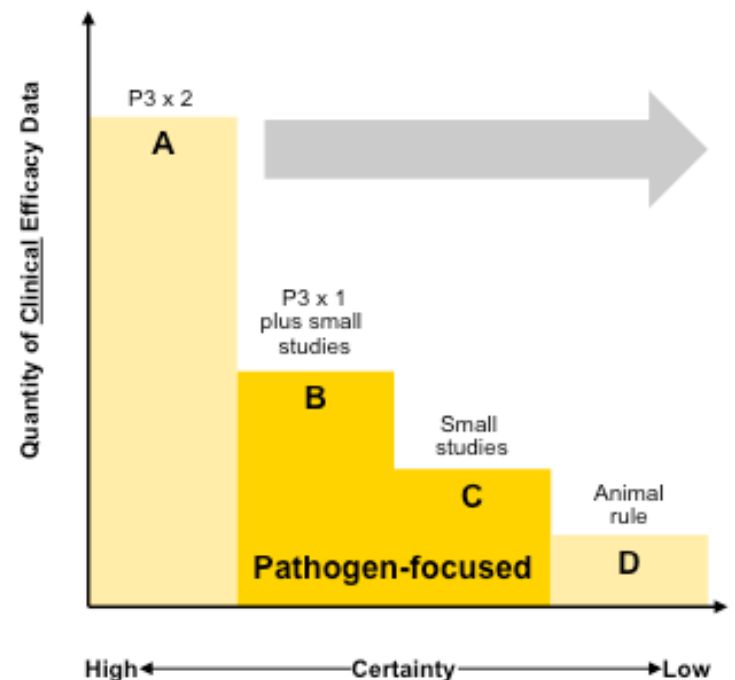 Quantity of Clinical Efficacy Data
P3 x 2
A
P3 x 1
plus small
studies
B
Small
studies
C
Animal
rule
D
Pathogen-focused
High
Certainty
Low